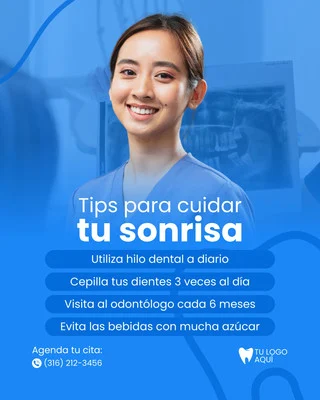 Tips para cuidar
tu sonrisa
Utiliza hilo dental a diario
Cepilla tus dientes 3 veces al día
Visita al odontólogo cada 6 meses
Evita las bebidas con mucha azúcar
Agenda tu cita:
(316) 212-3456
TU LOGO
AQUÍ